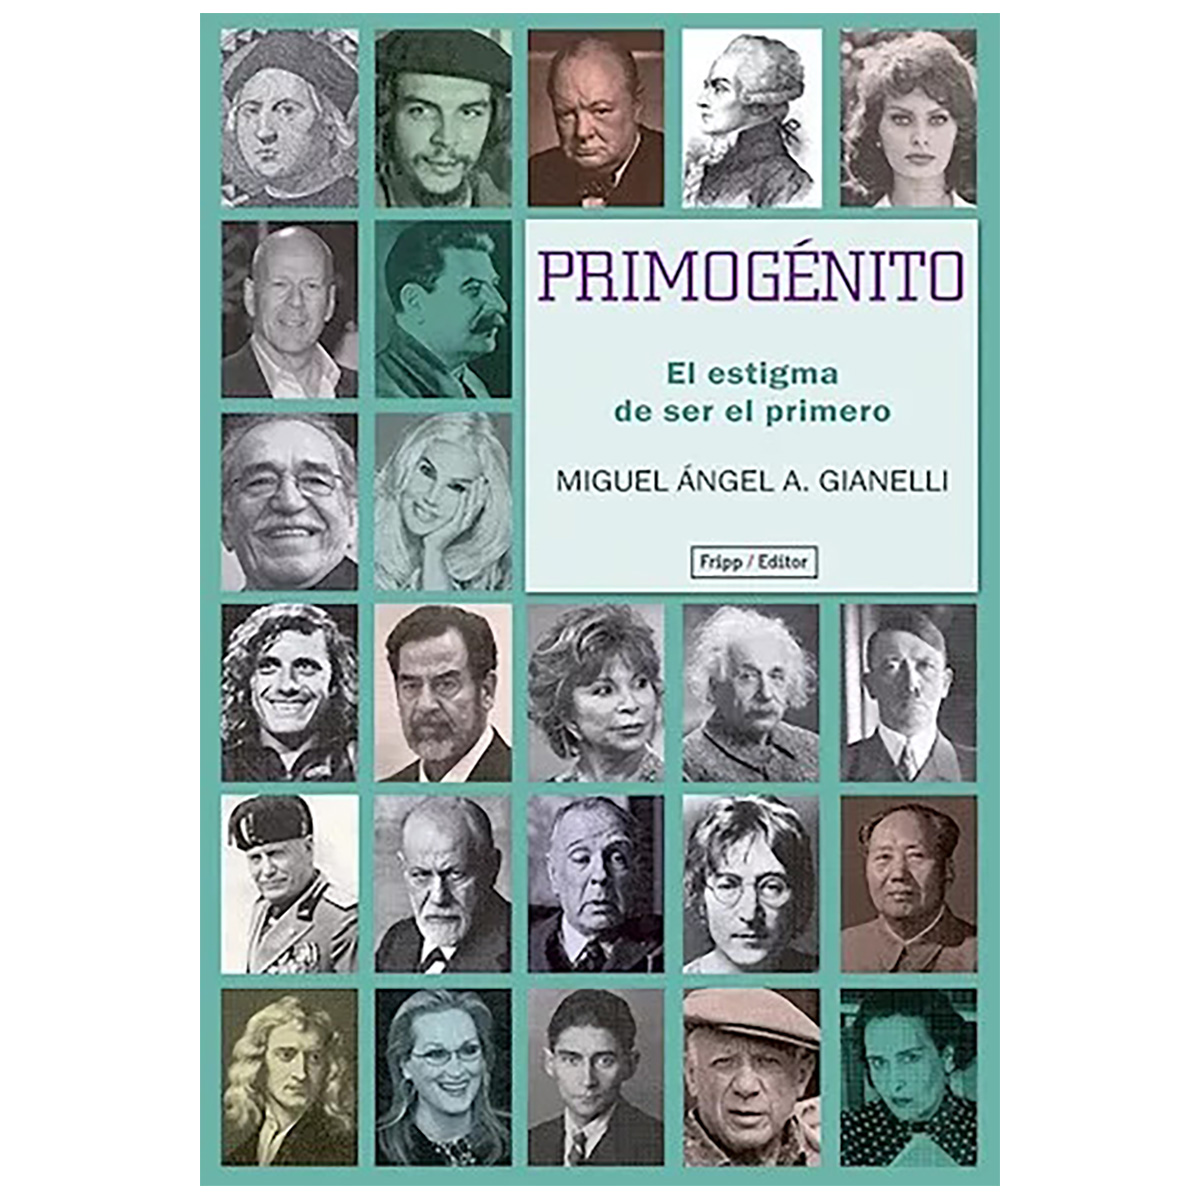 PRIMOGÉNITO
El estigma
de ser el primero
MIGUEL ÁNGEL A. GIANELLI
Fripp / Editor